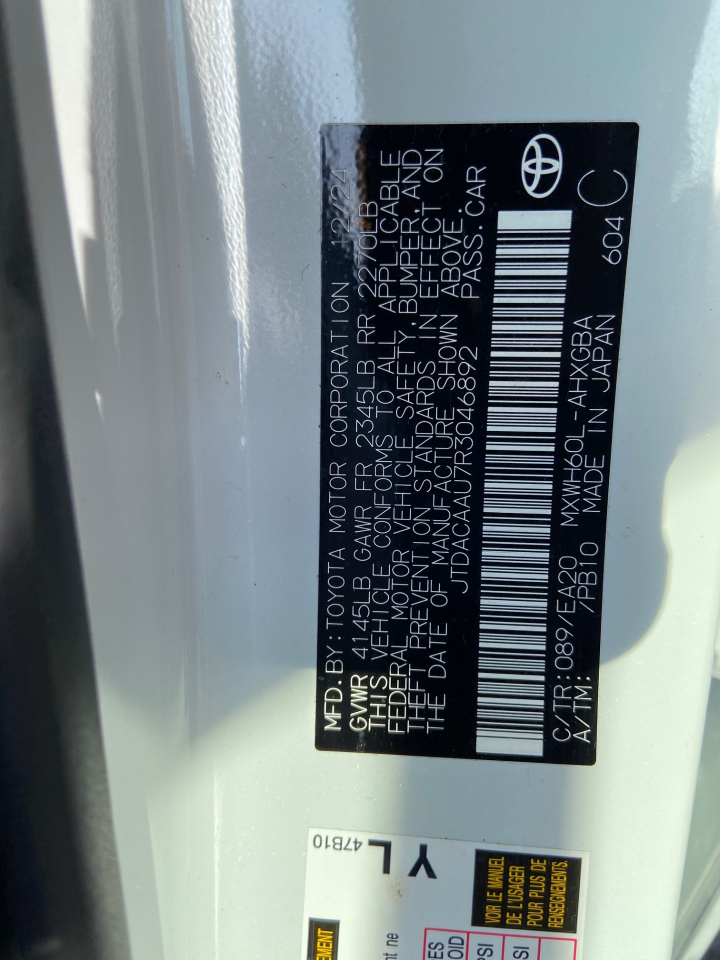 MFD.BY:TOYOTA MOTOR CORPORATION 12/24
GVWR 4145LB GAWR FR 2345LB RR 2270LB
THIS VEHICLE CONFORMS TO ALL APPLICABLE
FEDERAL MOTOR VEHICLE SAFETY,BUMPER,AND
THEFT PREVENTION STANDARDS IN EFFECT ON
THE DATE OF MANUFACTURE SHOWN ABOVE.
JTDACAAU7R3046892 PASS.CAR
C/TR:089/EA20 MXWH60L-AHXGBA
A/TM: /PB10 MADE IN JAPAN 604 C
47B10
YL
VOIR LE MANUEL
DE L'USAGER
POUR PLUS DE
RENSEIGNEMENTS.